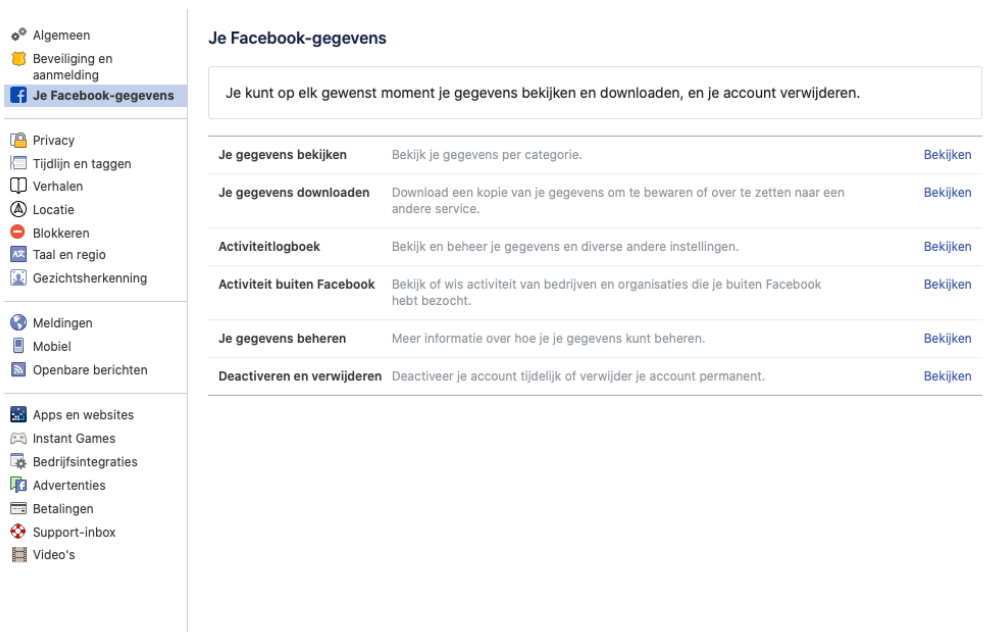 Algemeen
Beveiliging en
aanmelding
Je Facebook-gegevens
Privacy
Tijdlijn en taggen
Verhalen
Locatie
Blokkeren
Taal en regio
Gezichtsherkenning
Meldingen
Mobiel
Openbare berichten
Apps en websites
Instant Games
Bedrijfsintegraties
Advertenties
Betalingen
Support-inbox
Video's
Je Facebook-gegevens
Je kunt op elk gewenst moment je gegevens bekijken en downloaden, en je account verwijderen.
Je gegevens bekijken Bekijk je gegevens per categorie. Bekijken
Je gegevens downloaden Download een kopie van je gegevens om te bewaren of over te zetten naar een Bekijken
andere service.
Activiteitlogboek Bekijk en beheer je gegevens en diverse andere instellingen. Bekijken
Activiteit buiten Facebook Bekijk of wis activiteit van bedrijven en organisaties die je buiten Facebook Bekijken
hebt bezocht.
Je gegevens beheren Meer informatie over hoe je je gegevens kunt beheren. Bekijken
Deactiveren en verwijderen Deactiveer je account tijdelijk of verwijder je account permanent. Bekijken